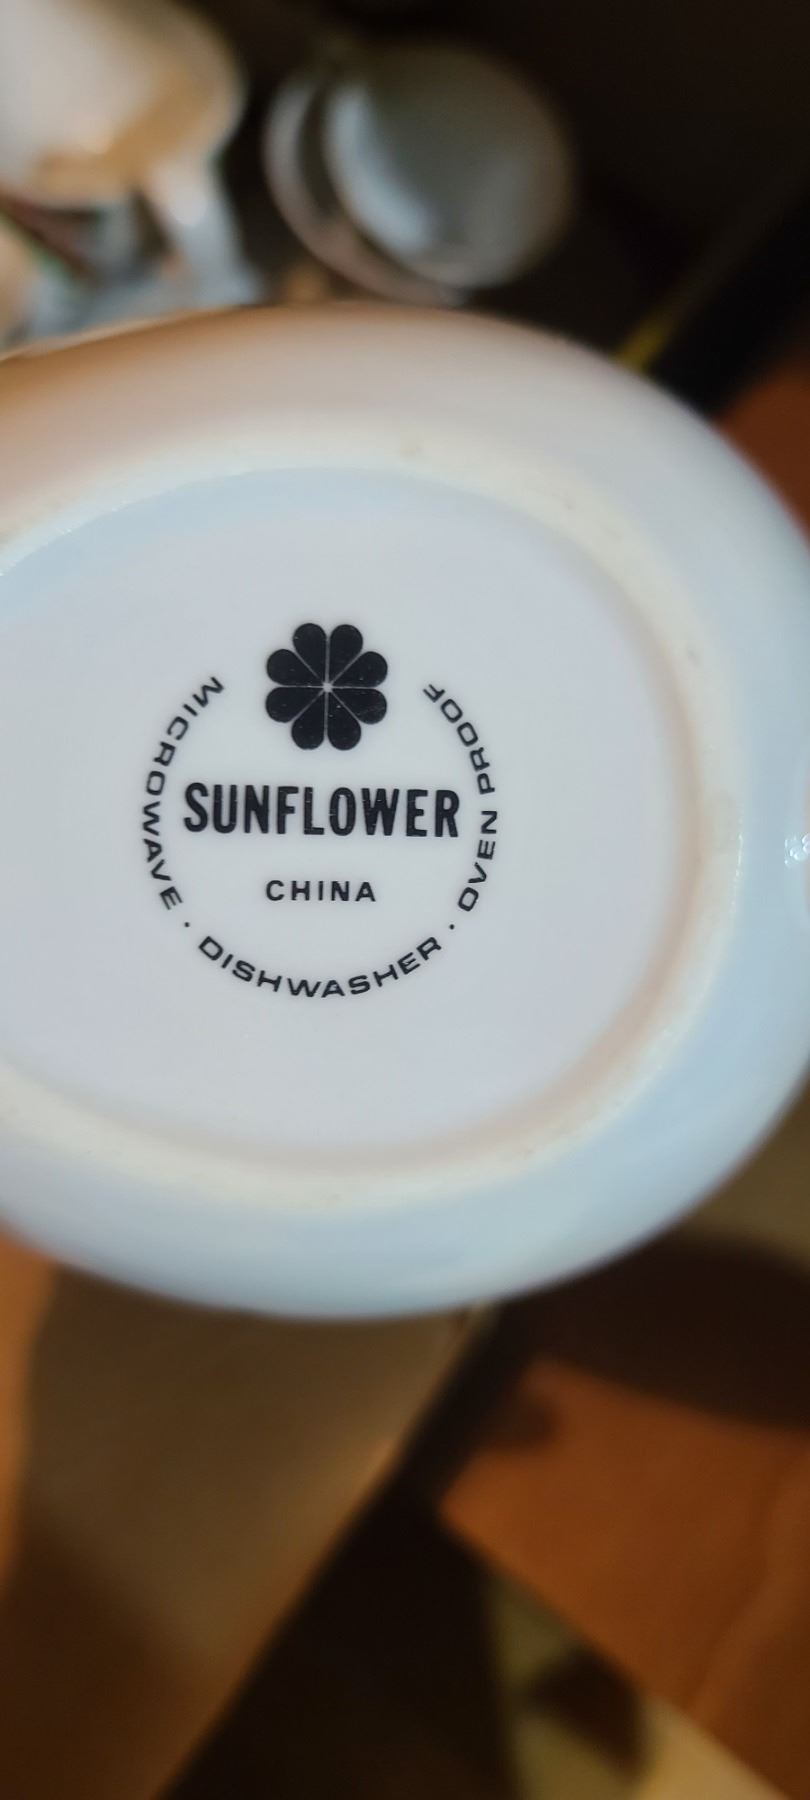 SUNFLOWER
CHINA
MICROWAVE · DISHWASHER · OVEN PROOF